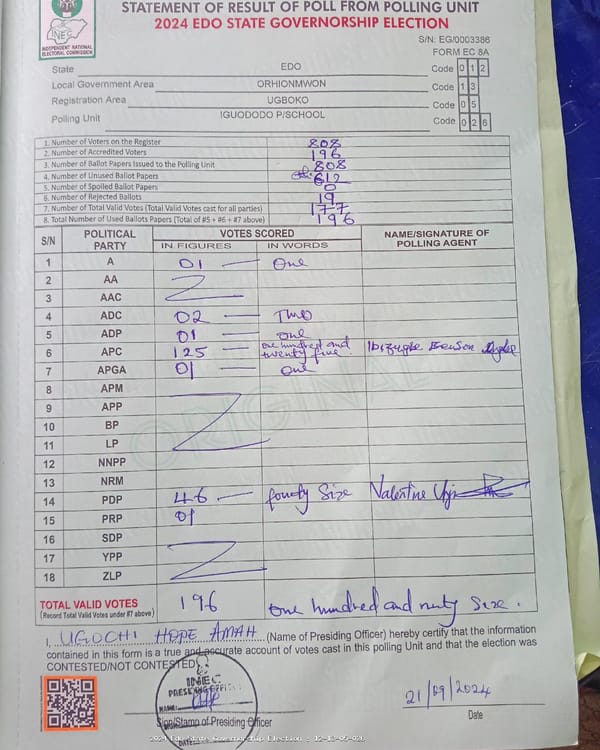 STATEMENT OF RESULT OF POLL FROM POLLING UNIT
2024 EDO STATE GOVERNORSHIP ELECTION
INEC
INDEPENDENT NATIONAL ELECTORAL COMMISSION
S/N: EG/0003386
FORM EC 8A
State EDO Code 0 1 2
Local Government Area ORHIONMWON Code 1 3
Registration Area UGBOKO Code 0 5
Polling Unit IGUODODO P/SCHOOL Code 0 2 6
1. Number of Voters on the Register 808
2. Number of Accredited Voters 196
3. Number of Ballot Papers Issued to the Polling Unit 808
4. Number of Unused Ballot Papers 612
5. Number of Spoiled Ballot Papers 0
6. Number of Rejected Ballots 19
7. Number of Total Valid Votes (Total Valid Votes cast for all parties) 177
8. Total Number of Used Ballots Papers (Total of #5 + #6 + #7 above) 196
S/N POLITICAL PARTY VOTES SCORED NAME/SIGNATURE OF POLLING AGENT
IN FIGURES IN WORDS
1 A 01 One
2 AA
3 AAC
4 ADC 02 Two
5 ADP 01 one
6 APC 125 one hundred and twenty five
7 APGA 01 one
8 APM
9 APP
10 BP
11 LP
12 NNPP
13 NRM
14 PDP 46 fourty Size Valentine
15 PRP 01
16 SDP
17 YPP
18 ZLP
ORIGINAL
TOTAL VALID VOTES 196 one hundred and ninty Size.
(Record Total Valid Votes under #7 above)
I, UGOCHI HOPE AMAH (Name of Presiding Officer) hereby certify that the information
contained in this form is a true and accurate account of votes cast in this polling Unit and that the election was
CONTESTED/NOT CONTESTED
INEC
PRESIDING OFFICER
NAME:
DATE:
Sign/Stamp of Presiding Officer
21/09/2024
Date
2024 Edo State Governorship Election : 12-13-05-026